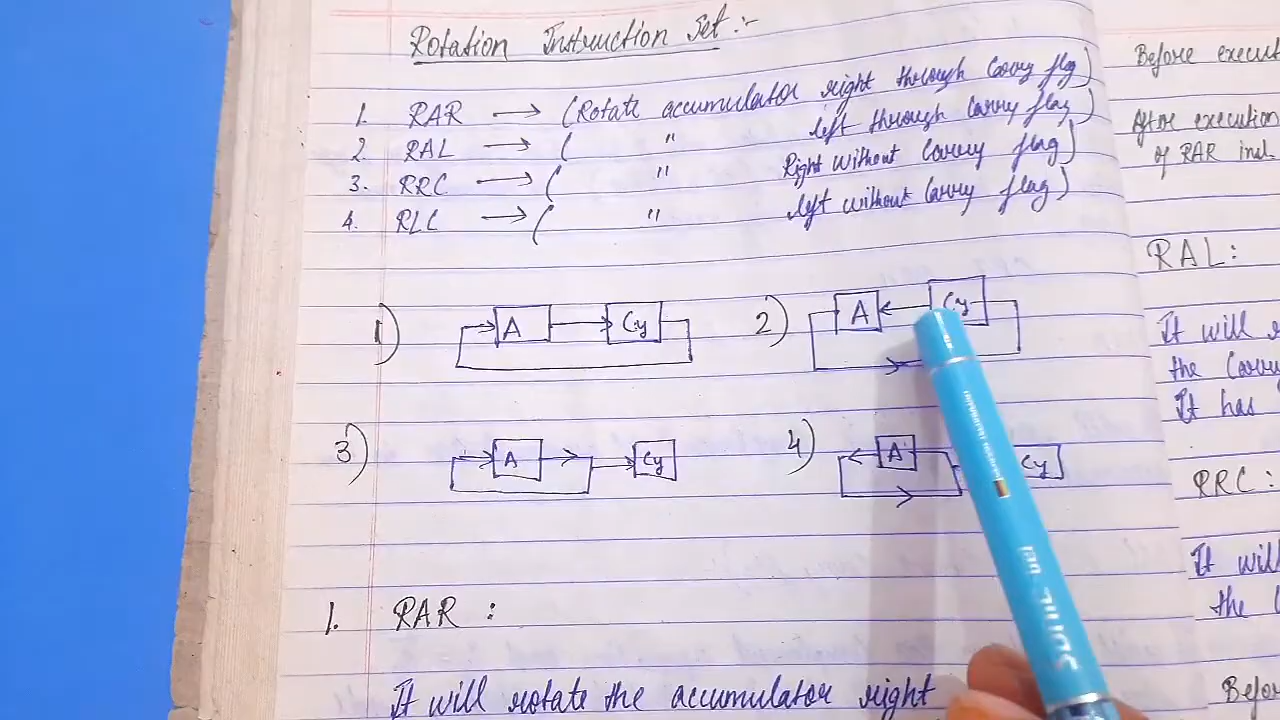 Rotation Instruction Set :-
1. RAR → (Rotate accumulator right through Carry flag)
2. RAL → ( " left through Carry flag)
3. RRC → ( " Right without Carry flag)
4. RLC → ( " left without Carry flag)
1) A Cy
2) A Cy
3) A Cy
4) A Cy
1. RAR :
It will rotate the accumulator right
Before execut
After execution
of RAR inst.
RAL:
It will
the Carry
It has
RRC:
It will
the
Befo